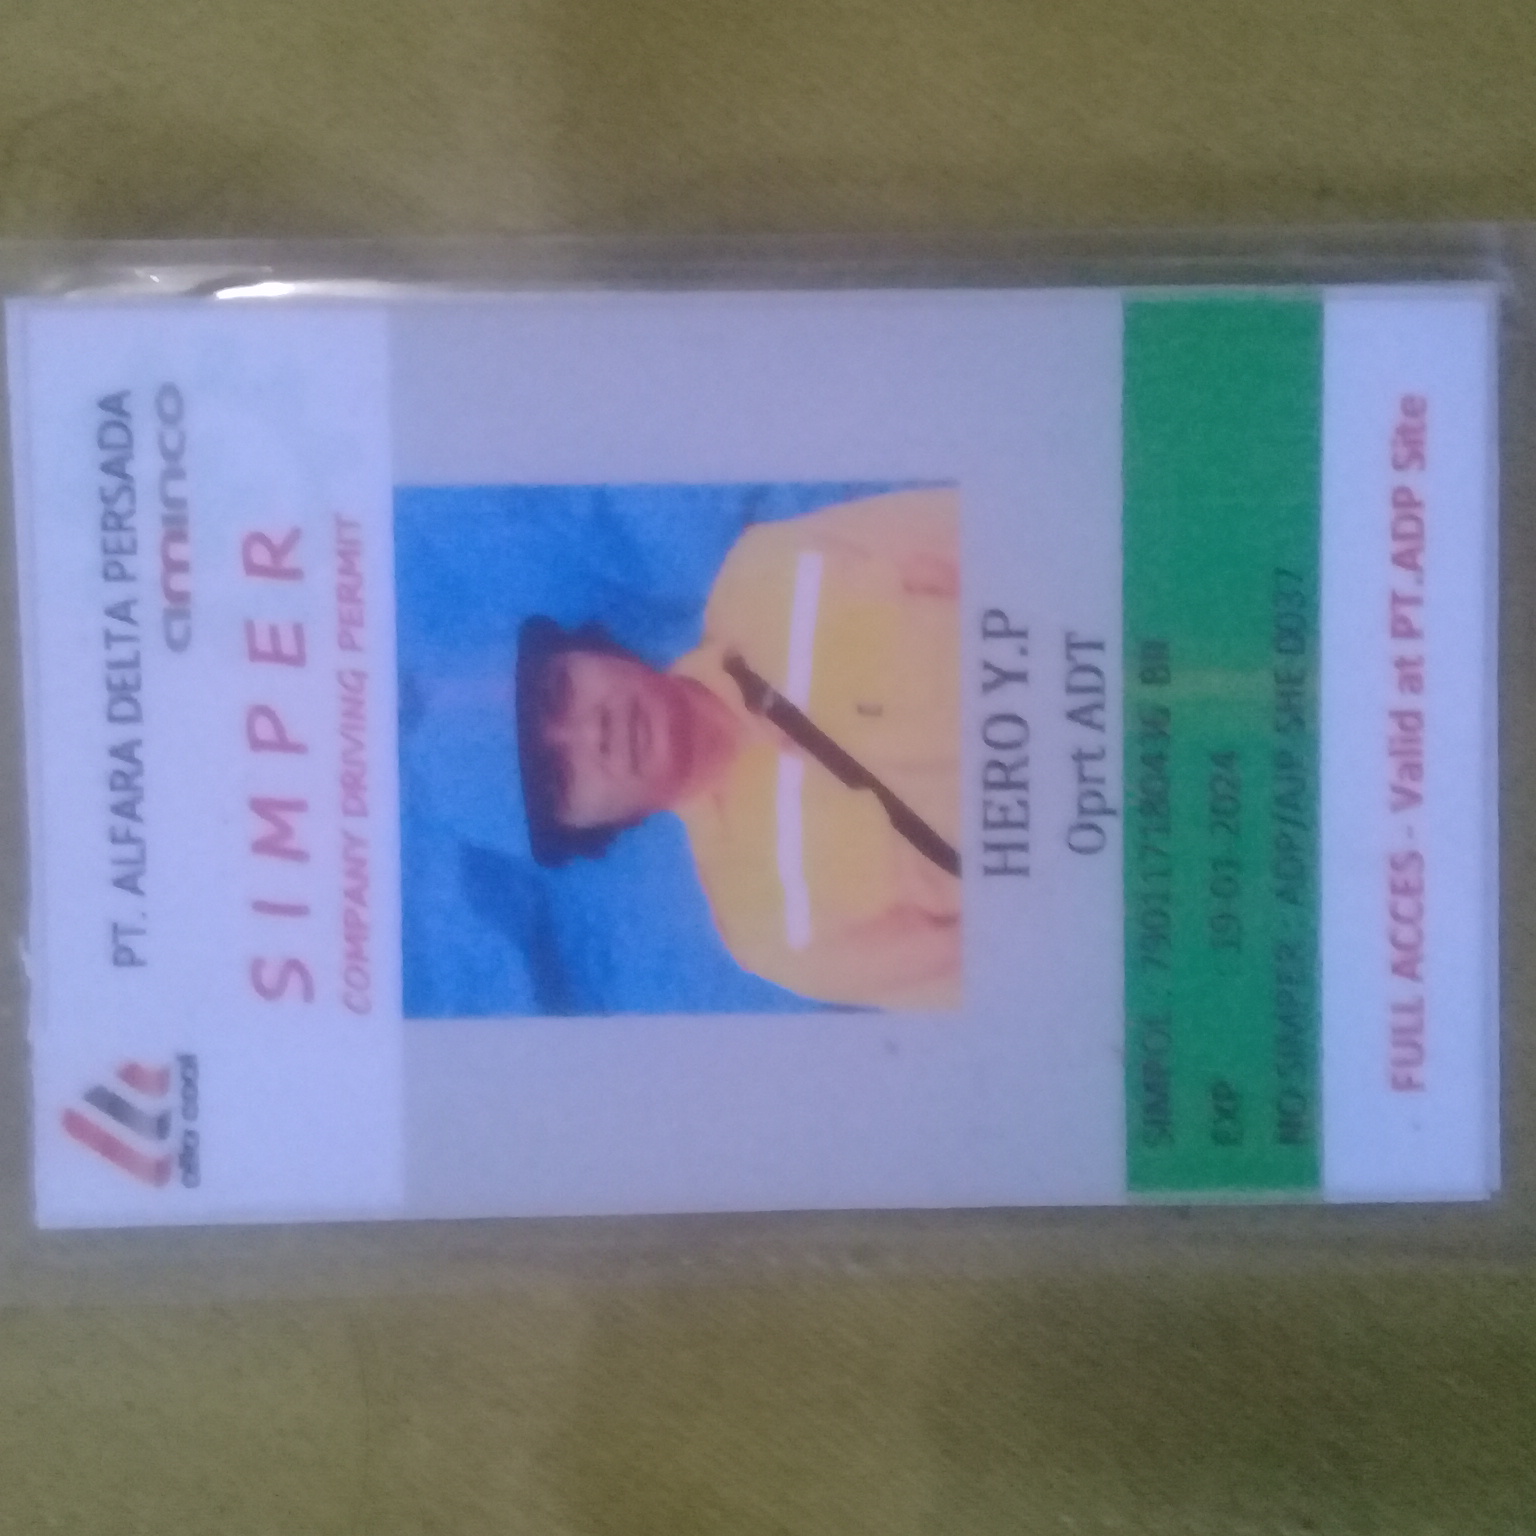 PT. ALFARA DELTA PERSADA
alfa coal
aminco
SIMPER
COMPANY DRIVING PERMIT
HERO Y.P
Oprt ADT
SIMPOL : 790117180436 BII
EXP : 19-01-2024
NO SIMPER : ADP/AJP-SHE-0037
FULL ACCES - Valid at PT.ADP Site